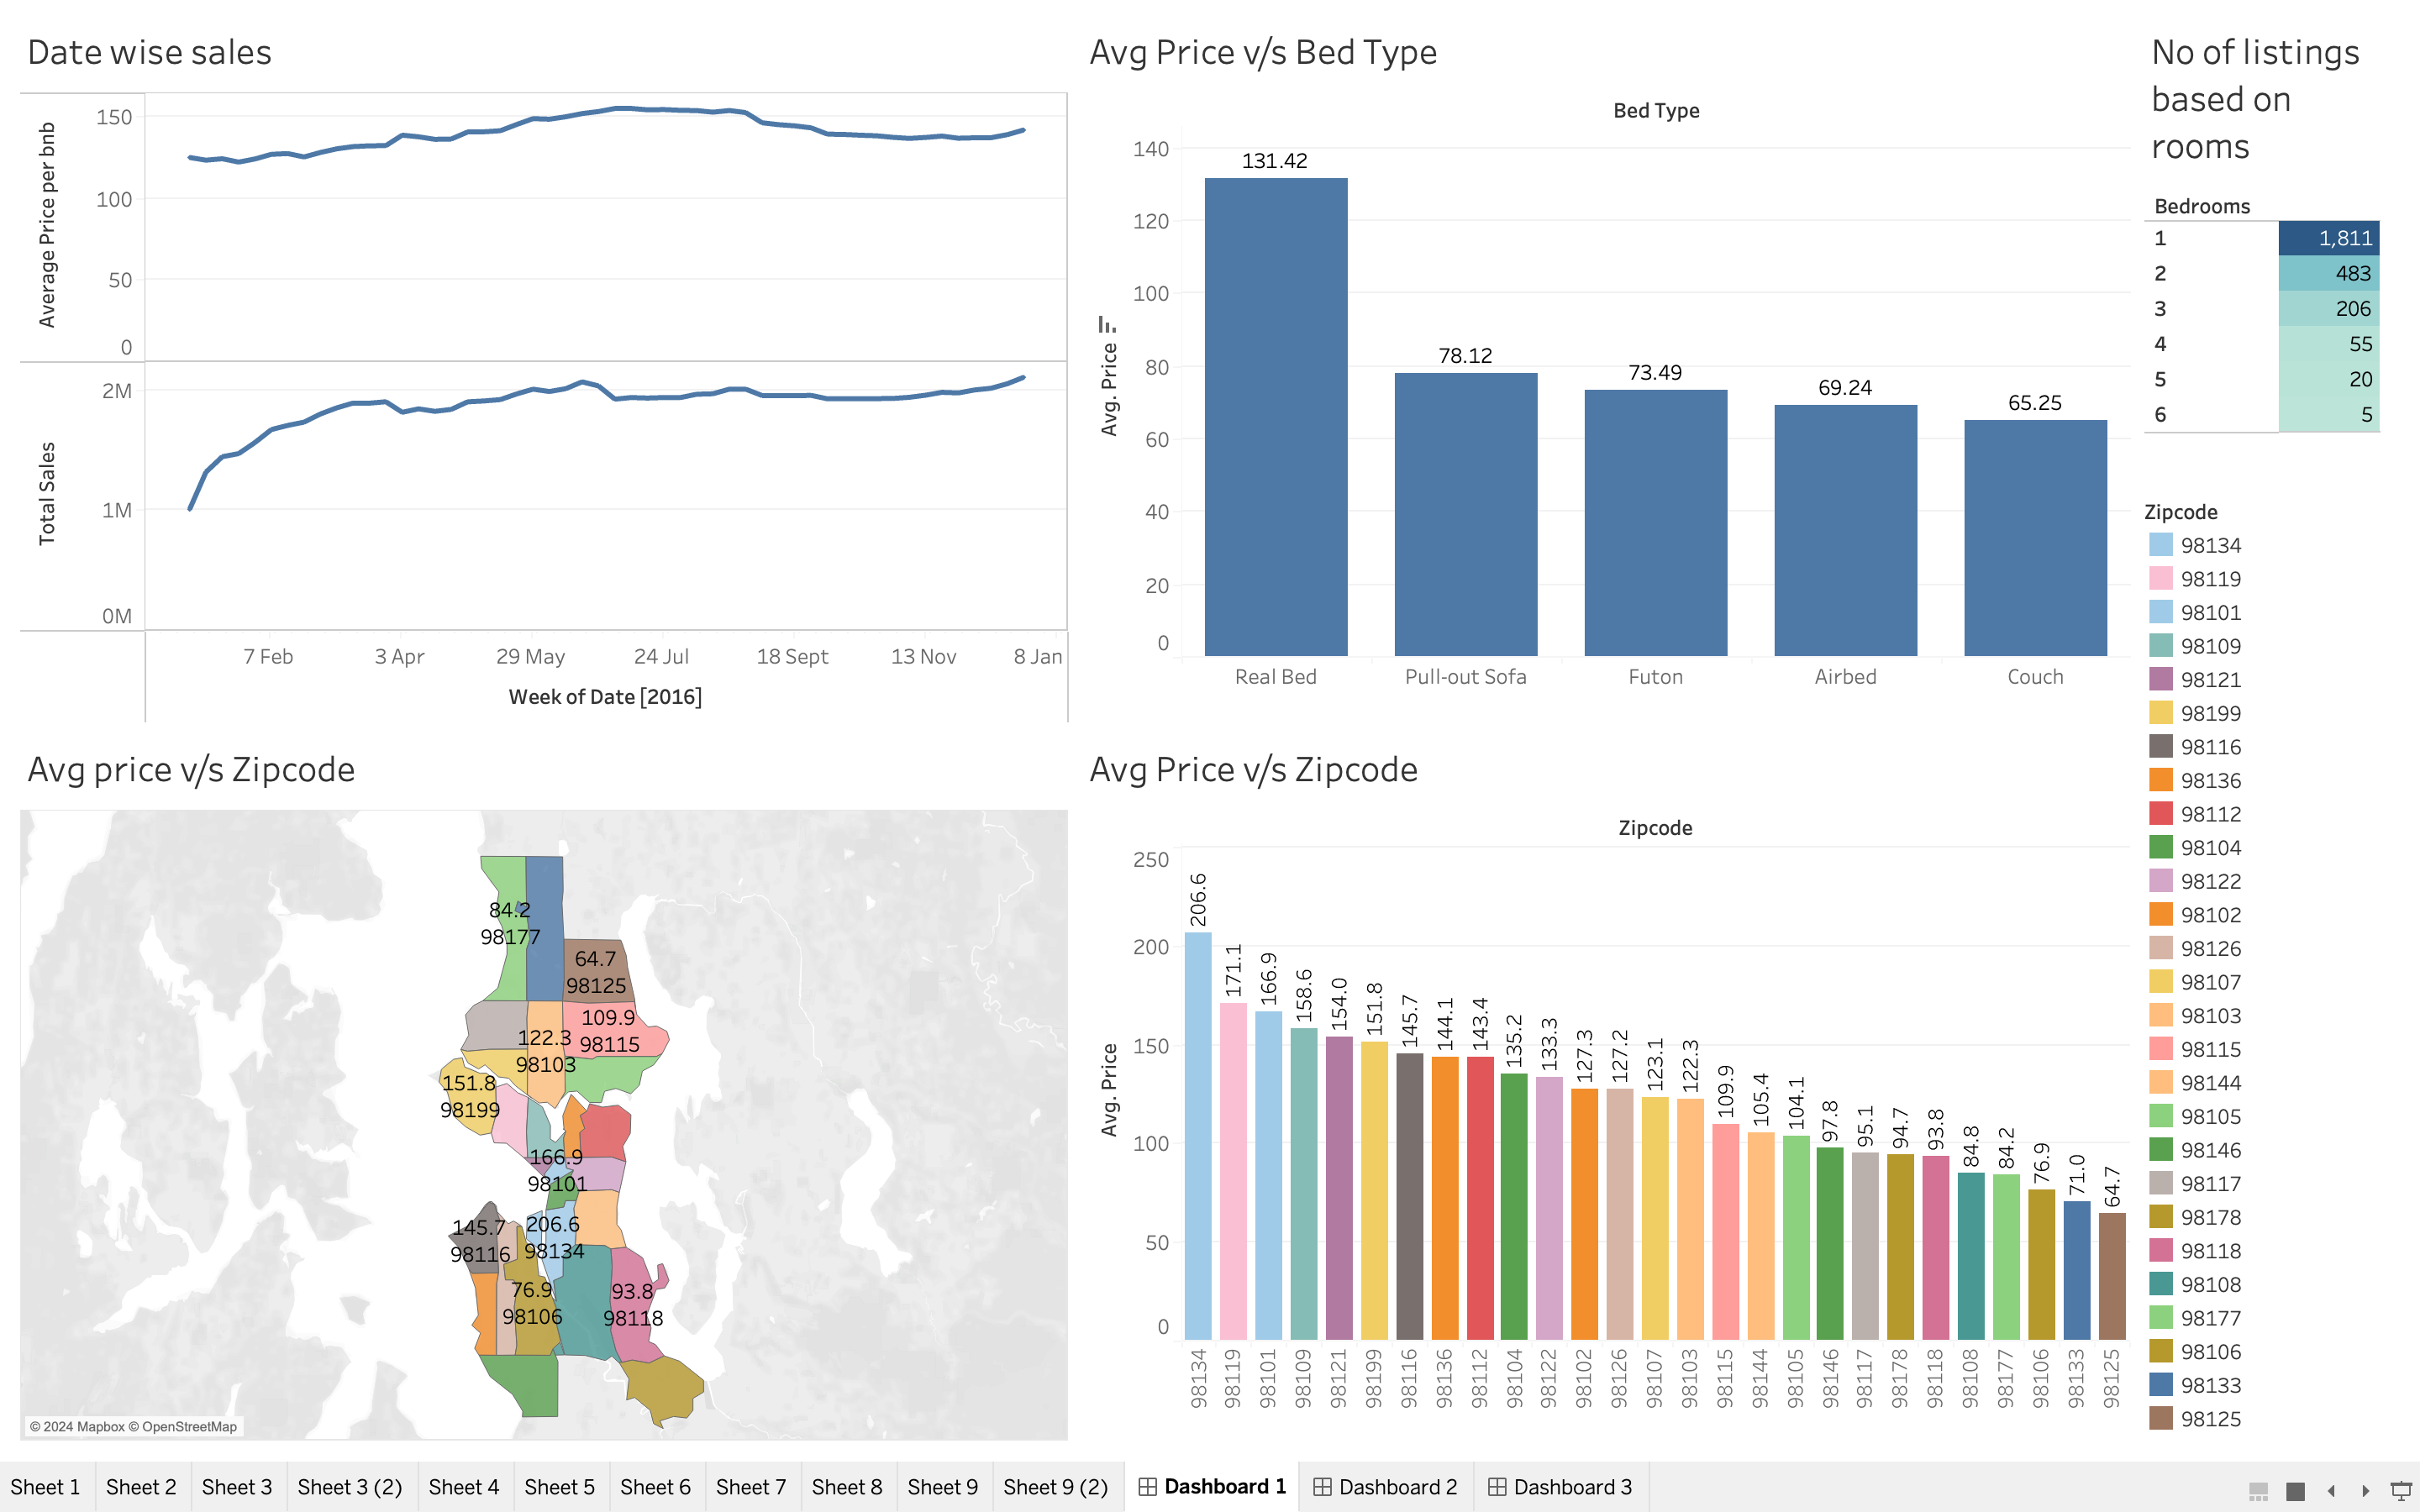 Date wise sales
Average Price per bnb
150
100
50
0
Total Sales
2M
1M
0M
7 Feb
3 Apr
29 May
24 Jul
18 Sept
13 Nov
8 Jan
Week of Date [2016]
Avg Price v/s Bed Type
Bed Type
Avg. Price
140
120
100
80
60
40
20
0
131.42
78.12
73.49
69.24
65.25
Real Bed
Pull-out Sofa
Futon
Airbed
Couch
No of listings
based on
rooms
Bedrooms
1 1,811
2 483
3 206
4 55
5 20
6 5
Avg price v/s Zipcode
84.2
98177
64.7
98125
109.9
98115
122.3
98103
151.8
98199
166.9
98101
145.7
98116
206.6
98134
76.9
98106
93.8
98118
© 2024 Mapbox © OpenStreetMap
Avg Price v/s Zipcode
Zipcode
Avg. Price
250
200
150
100
50
0
206.6
171.1
166.9
158.6
154.0
151.8
145.7
144.1
143.4
135.2
133.3
127.3
127.2
123.1
122.3
109.9
105.4
104.1
97.8
95.1
94.7
93.8
84.8
84.2
76.9
71.0
64.7
98134
98119
98101
98109
98121
98199
98116
98136
98112
98104
98122
98102
98126
98107
98103
98115
98144
98105
98146
98117
98178
98118
98108
98177
98106
98133
98125
Zipcode
98134
98119
98101
98109
98121
98199
98116
98136
98112
98104
98122
98102
98126
98107
98103
98115
98144
98105
98146
98117
98178
98118
98108
98177
98106
98133
98125
Sheet 1
Sheet 2
Sheet 3
Sheet 3 (2)
Sheet 4
Sheet 5
Sheet 6
Sheet 7
Sheet 8
Sheet 9
Sheet 9 (2)
Dashboard 1
Dashboard 2
Dashboard 3